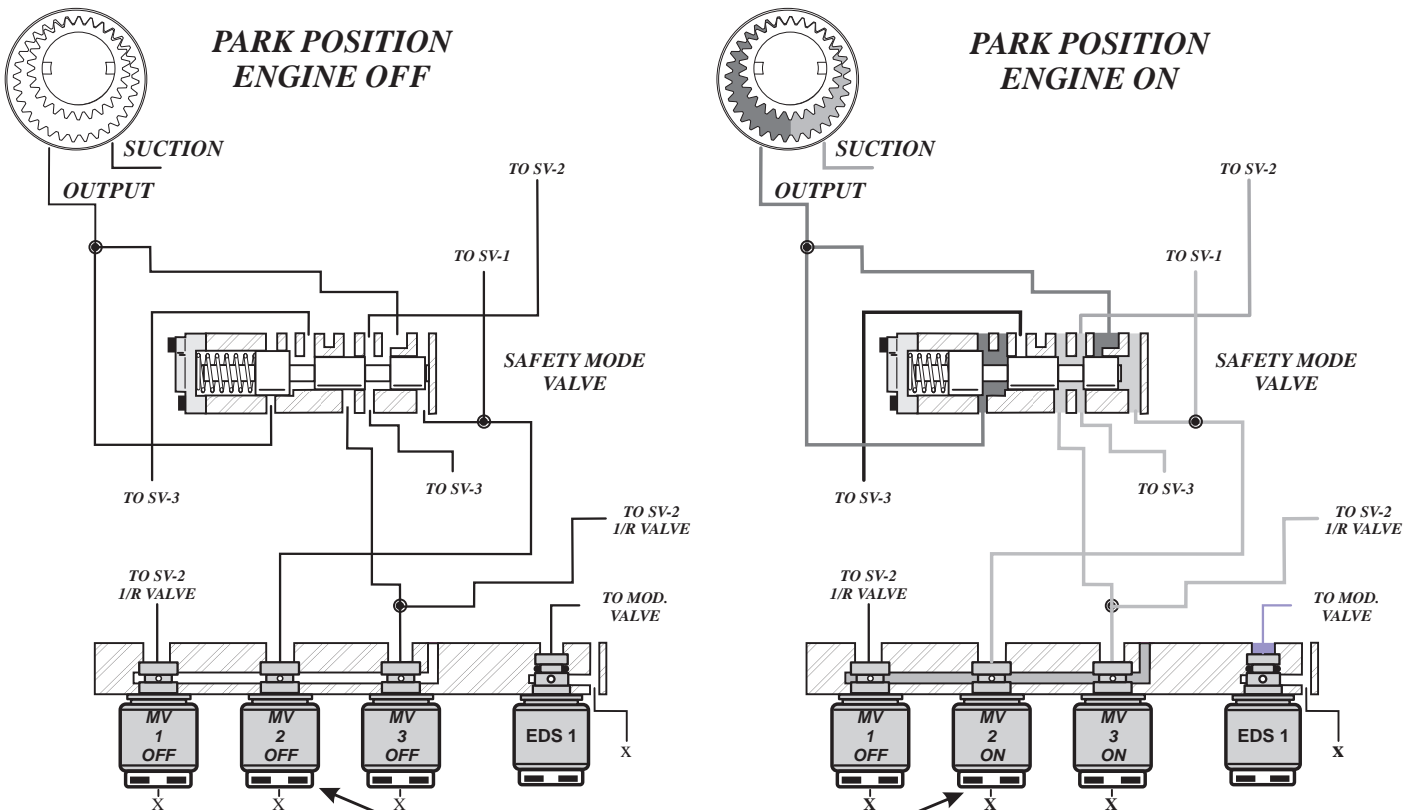 PARK POSITION
ENGINE OFF
SUCTION
OUTPUT
TO SV-2
TO SV-1
SAFETY MODE
VALVE
TO SV-3
TO SV-3
TO SV-2
1/R VALVE
TO SV-2
1/R VALVE
TO MOD.
VALVE
MV
1
OFF
MV
2
OFF
MV
3
OFF
EDS 1
X
X
X
X
PARK POSITION
ENGINE ON
SUCTION
OUTPUT
TO SV-2
TO SV-1
SAFETY MODE
VALVE
TO SV-3
TO SV-3
TO SV-2
1/R VALVE
TO SV-2
1/R VALVE
TO MOD.
VALVE
MV
1
OFF
MV
2
ON
MV
3
ON
EDS 1
X
X
X
X